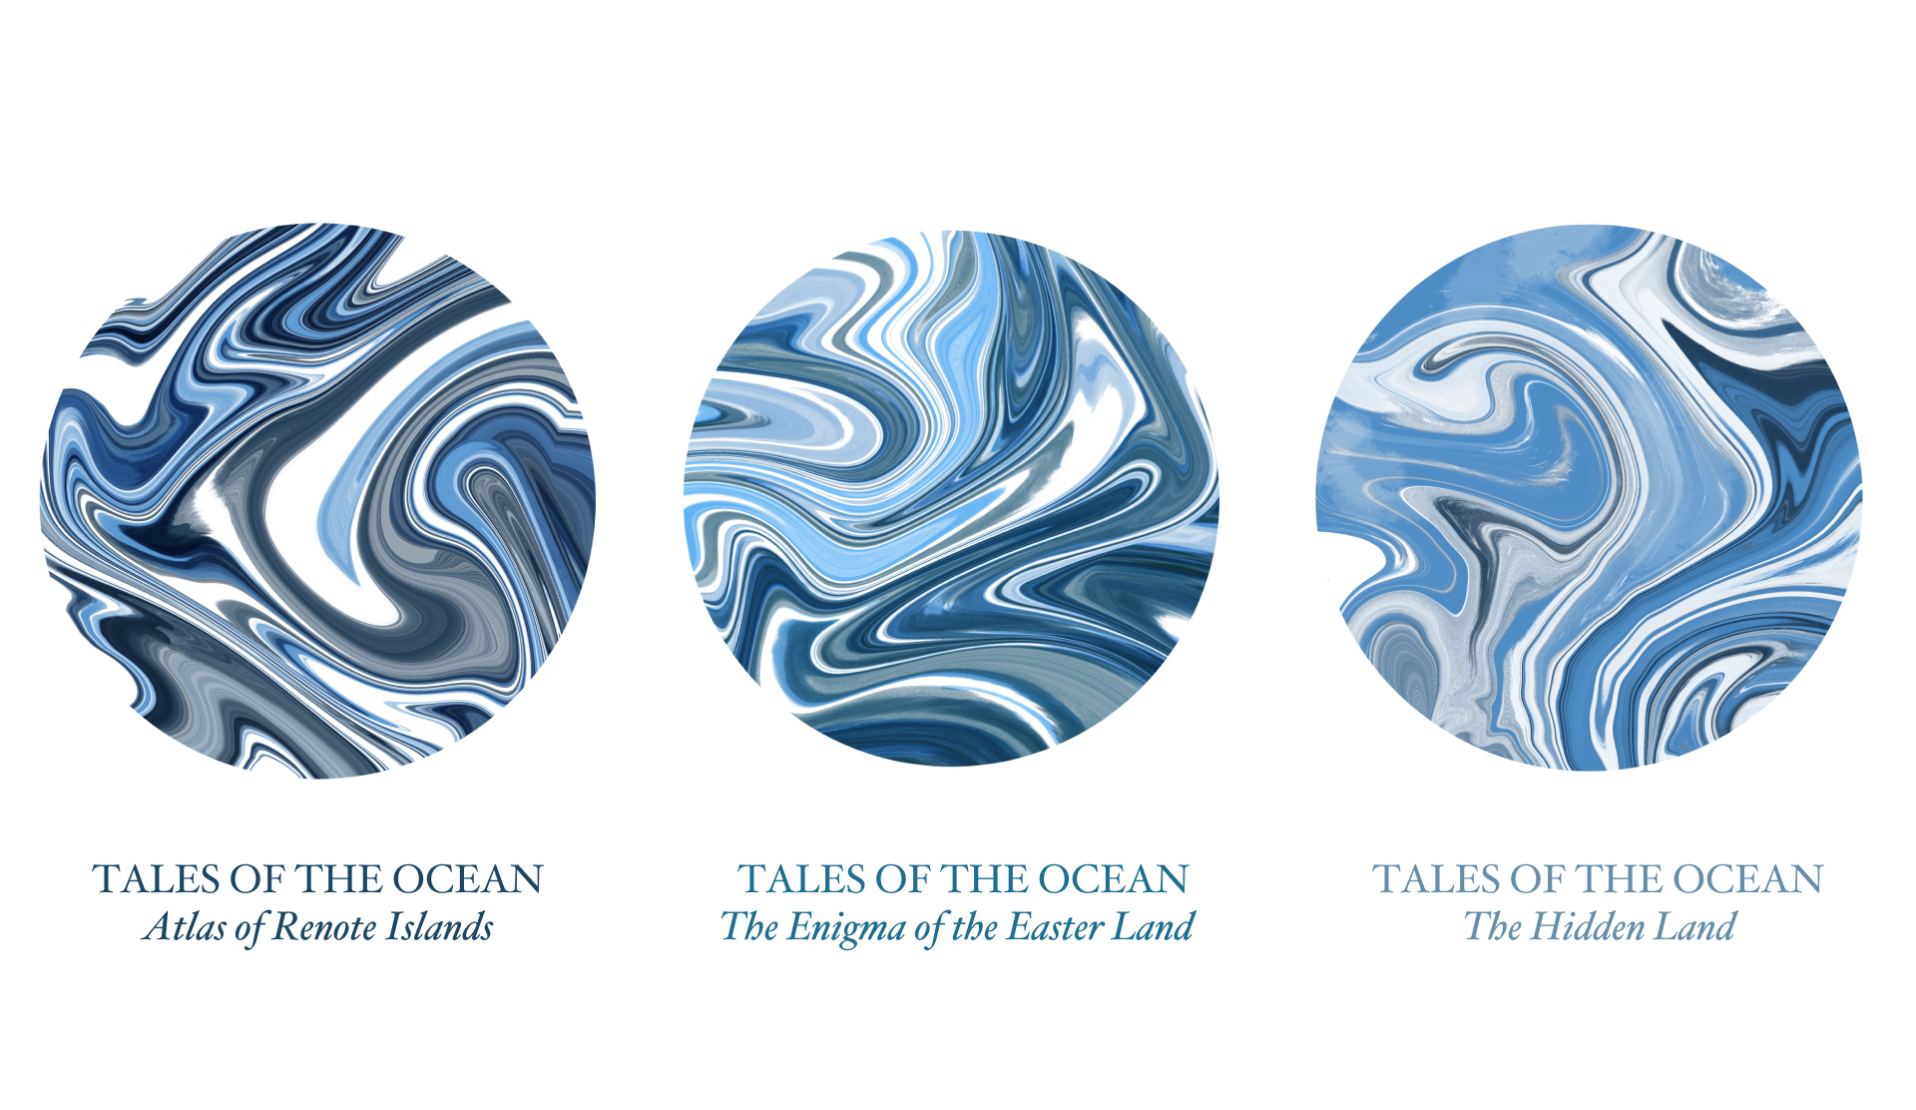 TALES OF THE OCEAN
Atlas of Renote Islands
TALES OF THE OCEAN
The Enigma of the Easter Land
TALES OF THE OCEAN
The Hidden Land